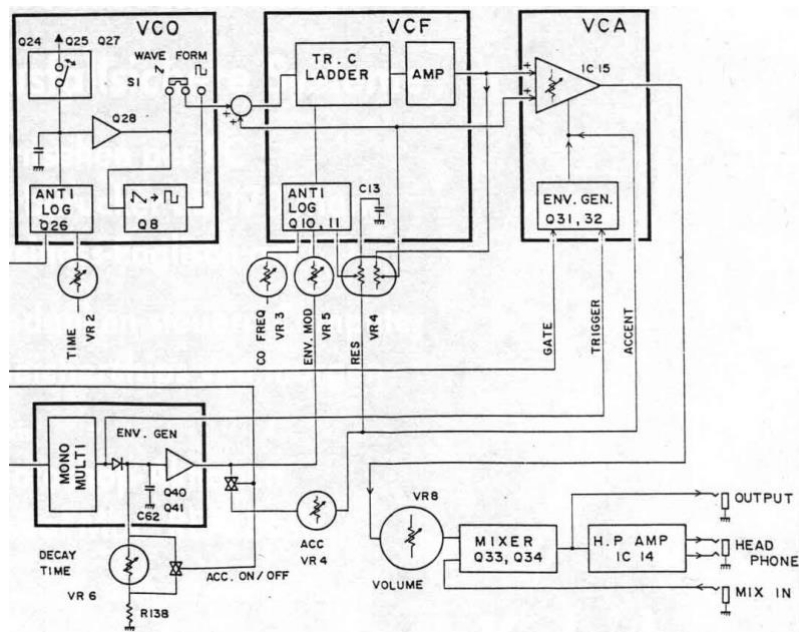 VCO
VCF
VCA
Q24
Q25
Q27
WAVE FORM
S1
Q28
ANTI
LOG
Q26
Q8
TIME
VR 2
TR. C
LADDER
AMP
ANTI
LOG
Q10, 11
C13
CO FREQ
VR 3
ENV. MOD
VR 5
RES
VR 4
+
+
+
+
IC 15
ENV. GEN.
Q31, 32
GATE
TRIGGER
ACCENT
MONO
MULTI
ENV. GEN
Q40
Q41
C62
DECAY
TIME
VR 6
R138
ACC. ON/OFF
ACC
VR 4
VR8
VOLUME
MIXER
Q33, Q34
H.P AMP
IC 14
OUTPUT
HEAD
PHONE
MIX IN